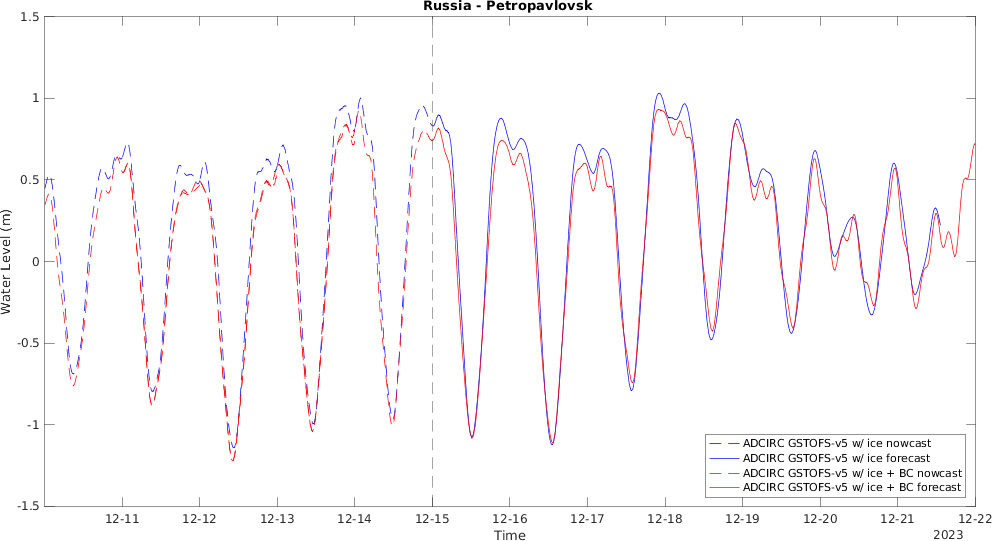 Russia - Petropavlovsk
1.5
1
0.5
0
-0.5
-1
-1.5
Water Level (m)
12-11 12-12 12-13 12-14 12-15 12-16 12-17 12-18 12-19 12-20 12-21 12-22
Time
2023
ADCIRC GSTOFS-v5 w/ ice nowcast
ADCIRC GSTOFS-v5 w/ ice forecast
ADCIRC GSTOFS-v5 w/ ice + BC nowcast
ADCIRC GSTOFS-v5 w/ ice + BC forecast